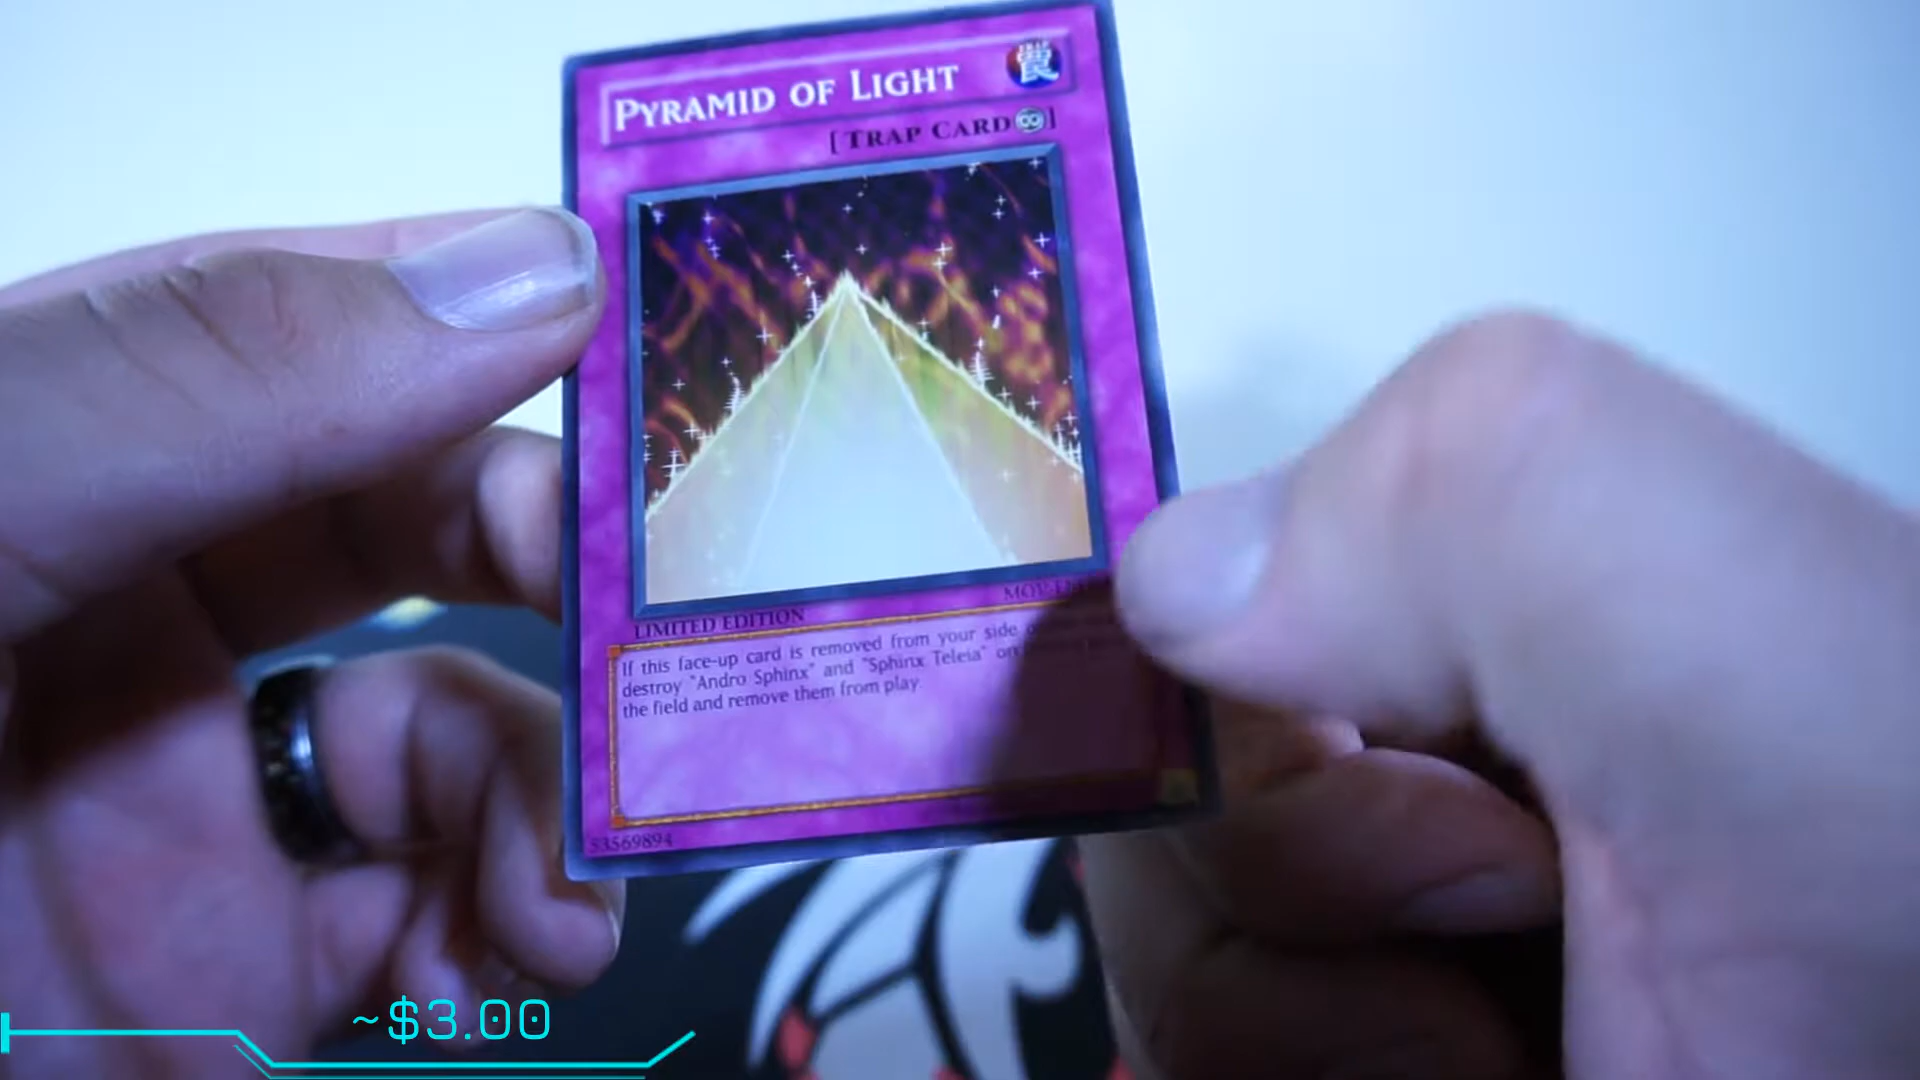 PYRAMID OF LIGHT
TRAP
罠
[TRAP CARD∞]
LIMITED EDITION
If this face-up card is removed from your side
destroy "Andro Sphinx" and "Sphinx Teleia" on
the field and remove them from play.
53569894
~$3.00